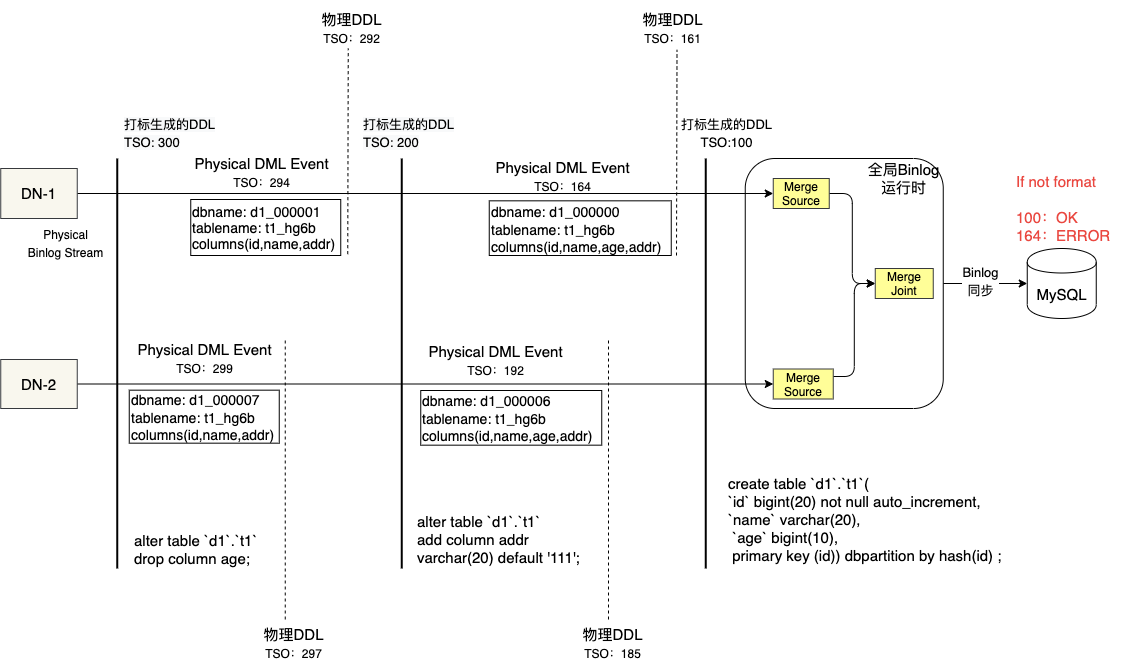 物理DDL
TSO：292
物理DDL
TSO：161
打标生成的DDL
TSO: 300
打标生成的DDL
TSO: 200
打标生成的DDL
TSO:100
Physical DML Event
TSO：294
Physical DML Event
TSO：164
DN-1
Physical
Binlog Stream
dbname: d1_000001
tablename: t1_hg6b
columns(id,name,addr)
dbname: d1_000000
tablename: t1_hg6b
columns(id,name,age,addr)
全局Binlog
运行时
Merge
Source
Merge
Joint
Merge
Source
If not format
100：OK
164：ERROR
Binlog
同步
MySQL
Physical DML Event
TSO：299
Physical DML Event
TSO：192
DN-2
dbname: d1_000007
tablename: t1_hg6b
columns(id,name,addr)
dbname: d1_000006
tablename: t1_hg6b
columns(id,name,age,addr)
alter table `d1`.`t1`
drop column age;
alter table `d1`.`t1`
add column addr
varchar(20) default '111';
create table `d1`.`t1`(
`id` bigint(20) not null auto_increment,
`name` varchar(20),
`age` bigint(10),
primary key (id)) dbpartition by hash(id) ;
物理DDL
TSO：297
物理DDL
TSO：185